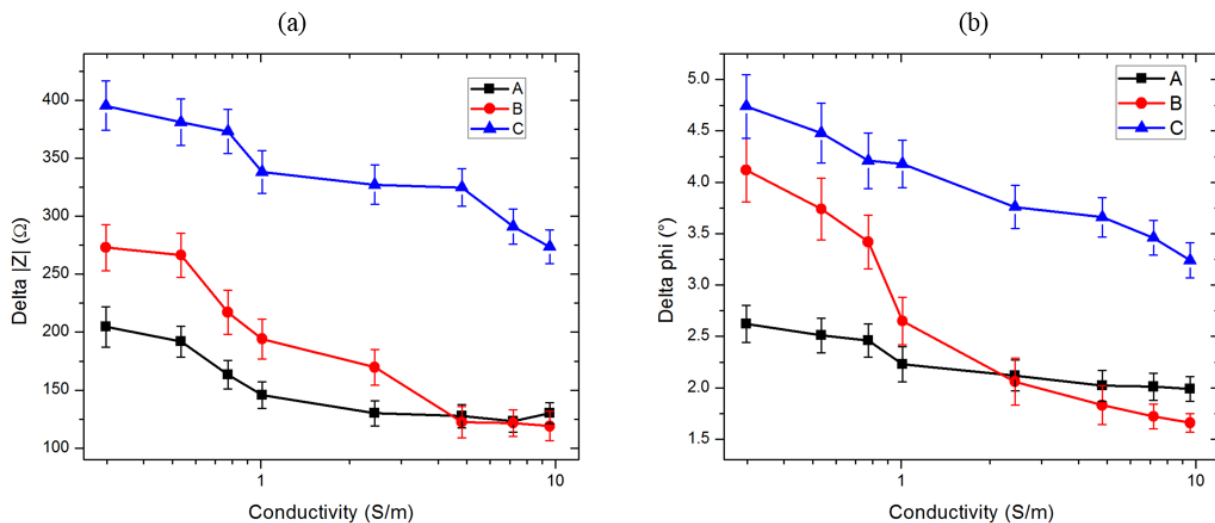 (a)
(b)
Delta |Z| (Ω)
400
350
300
250
200
150
100
1
10
Conductivity (S/m)
A
B
C
Delta phi (°)
5.0
4.5
4.0
3.5
3.0
2.5
2.0
1.5
1
10
Conductivity (S/m)
A
B
C